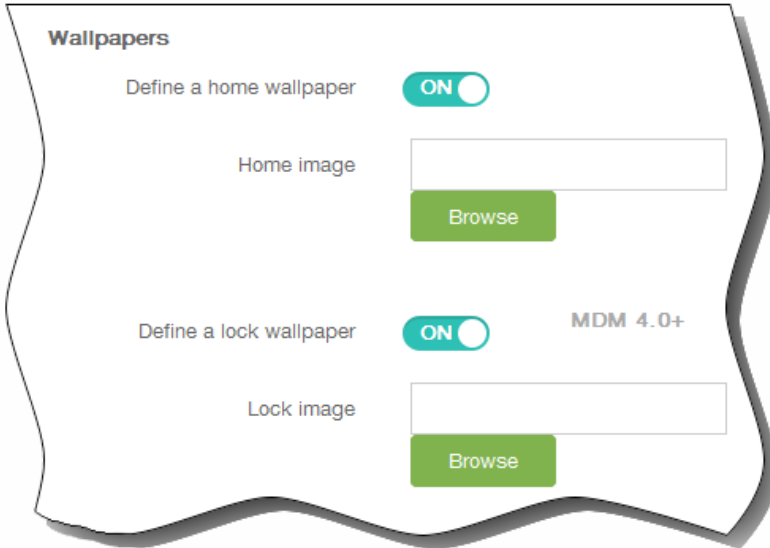 Wallpapers
Define a home wallpaper ON
Home image
Browse
Define a lock wallpaper ON MDM 4.0+
Lock image
Browse